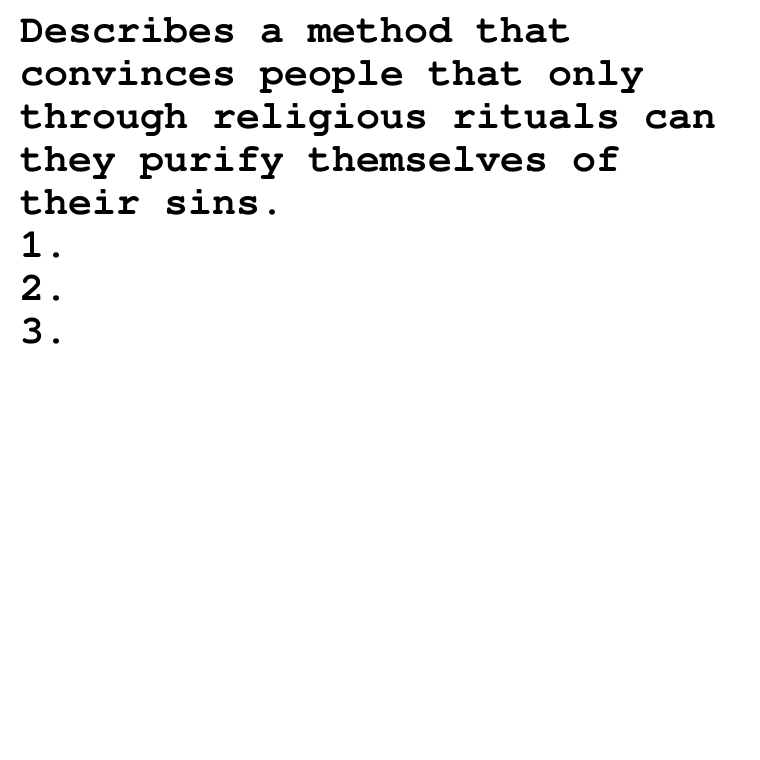 Describes a method that
convinces people that only
through religious rituals can
they purify themselves of
their sins.
1.
2.
3.